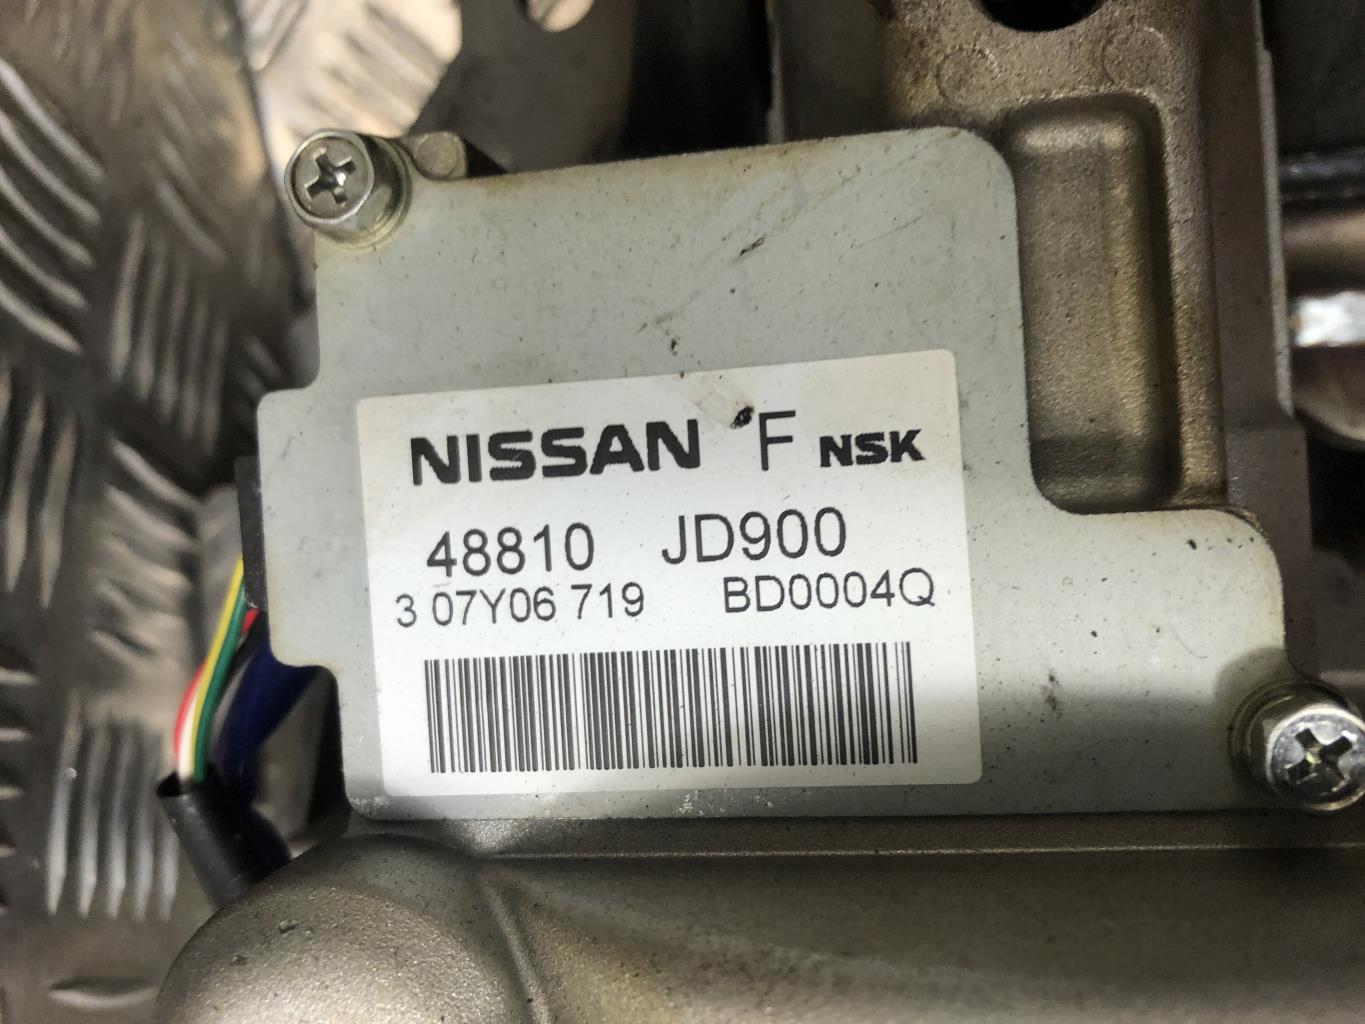 NISSAN F NSK
48810 JD900
3 07Y06 719 BD0004Q